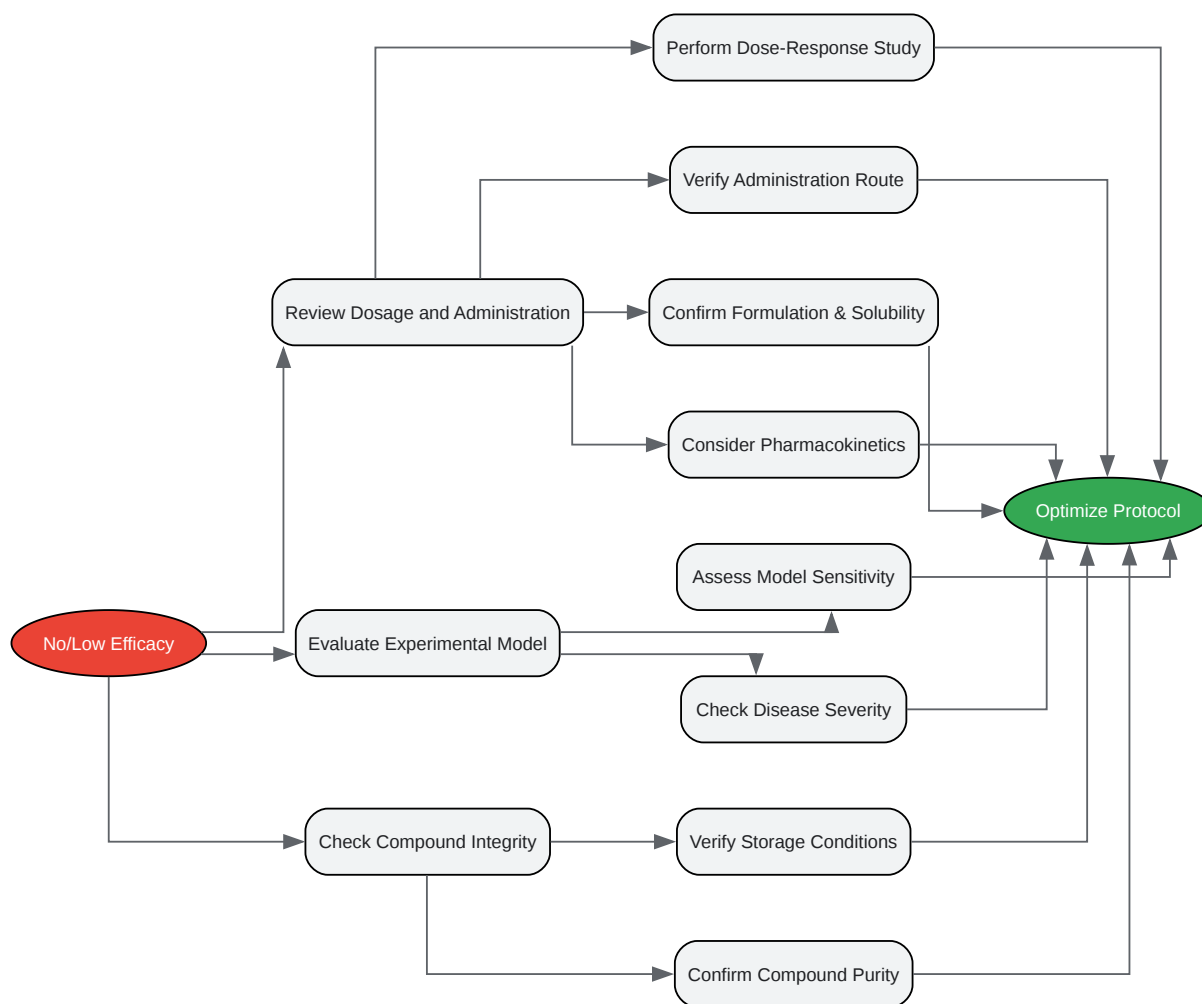 Perform Dose-Response Study
Verify Administration Route
Review Dosage and Administration
Confirm Formulation & Solubility
Consider Pharmacokinetics
Optimize Protocol
Assess Model Sensitivity
No/Low Efficacy
Evaluate Experimental Model
Check Disease Severity
Check Compound Integrity
Verify Storage Conditions
Confirm Compound Purity